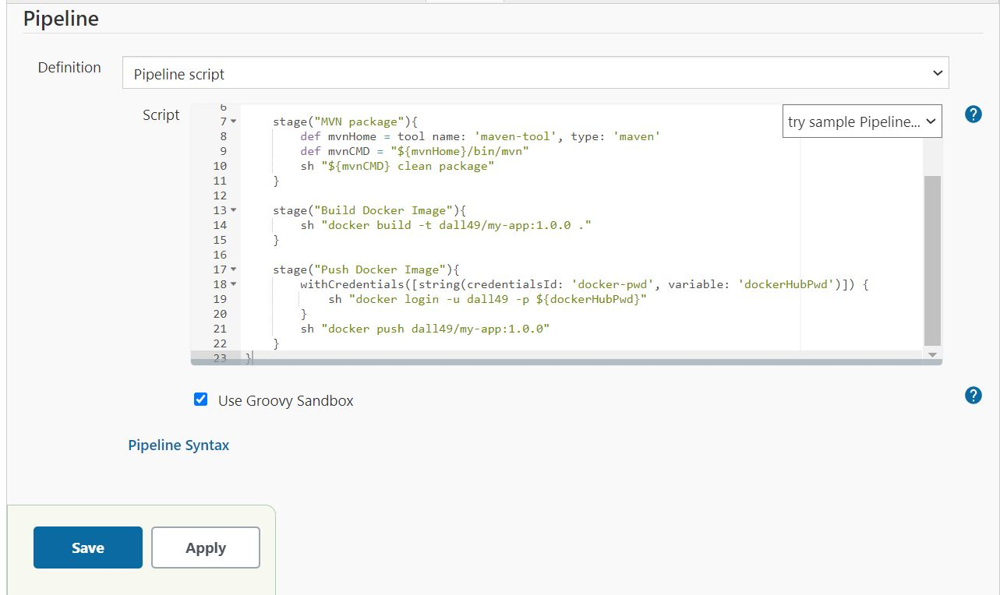 Pipeline
Definition
Pipeline script
Script
try sample Pipeline...
6
7 stage("MVN package"){
8 def mvnHome = tool name: 'maven-tool', type: 'maven'
9 def mvnCMD = "${mvnHome}/bin/mvn"
10 sh "${mvnCMD} clean package"
11 }
12
13 stage("Build Docker Image"){
14 sh "docker build -t dall49/my-app:1.0.0 ."
15 }
16
17 stage("Push Docker Image"){
18 withCredentials([string(credentialsId: 'docker-pwd', variable: 'dockerHubPwd')]) {
19 sh "docker login -u dall49 -p ${dockerHubPwd}"
20 }
21 sh "docker push dall49/my-app:1.0.0"
22 }
23 }
?
Use Groovy Sandbox
?
Pipeline Syntax
Save
Apply